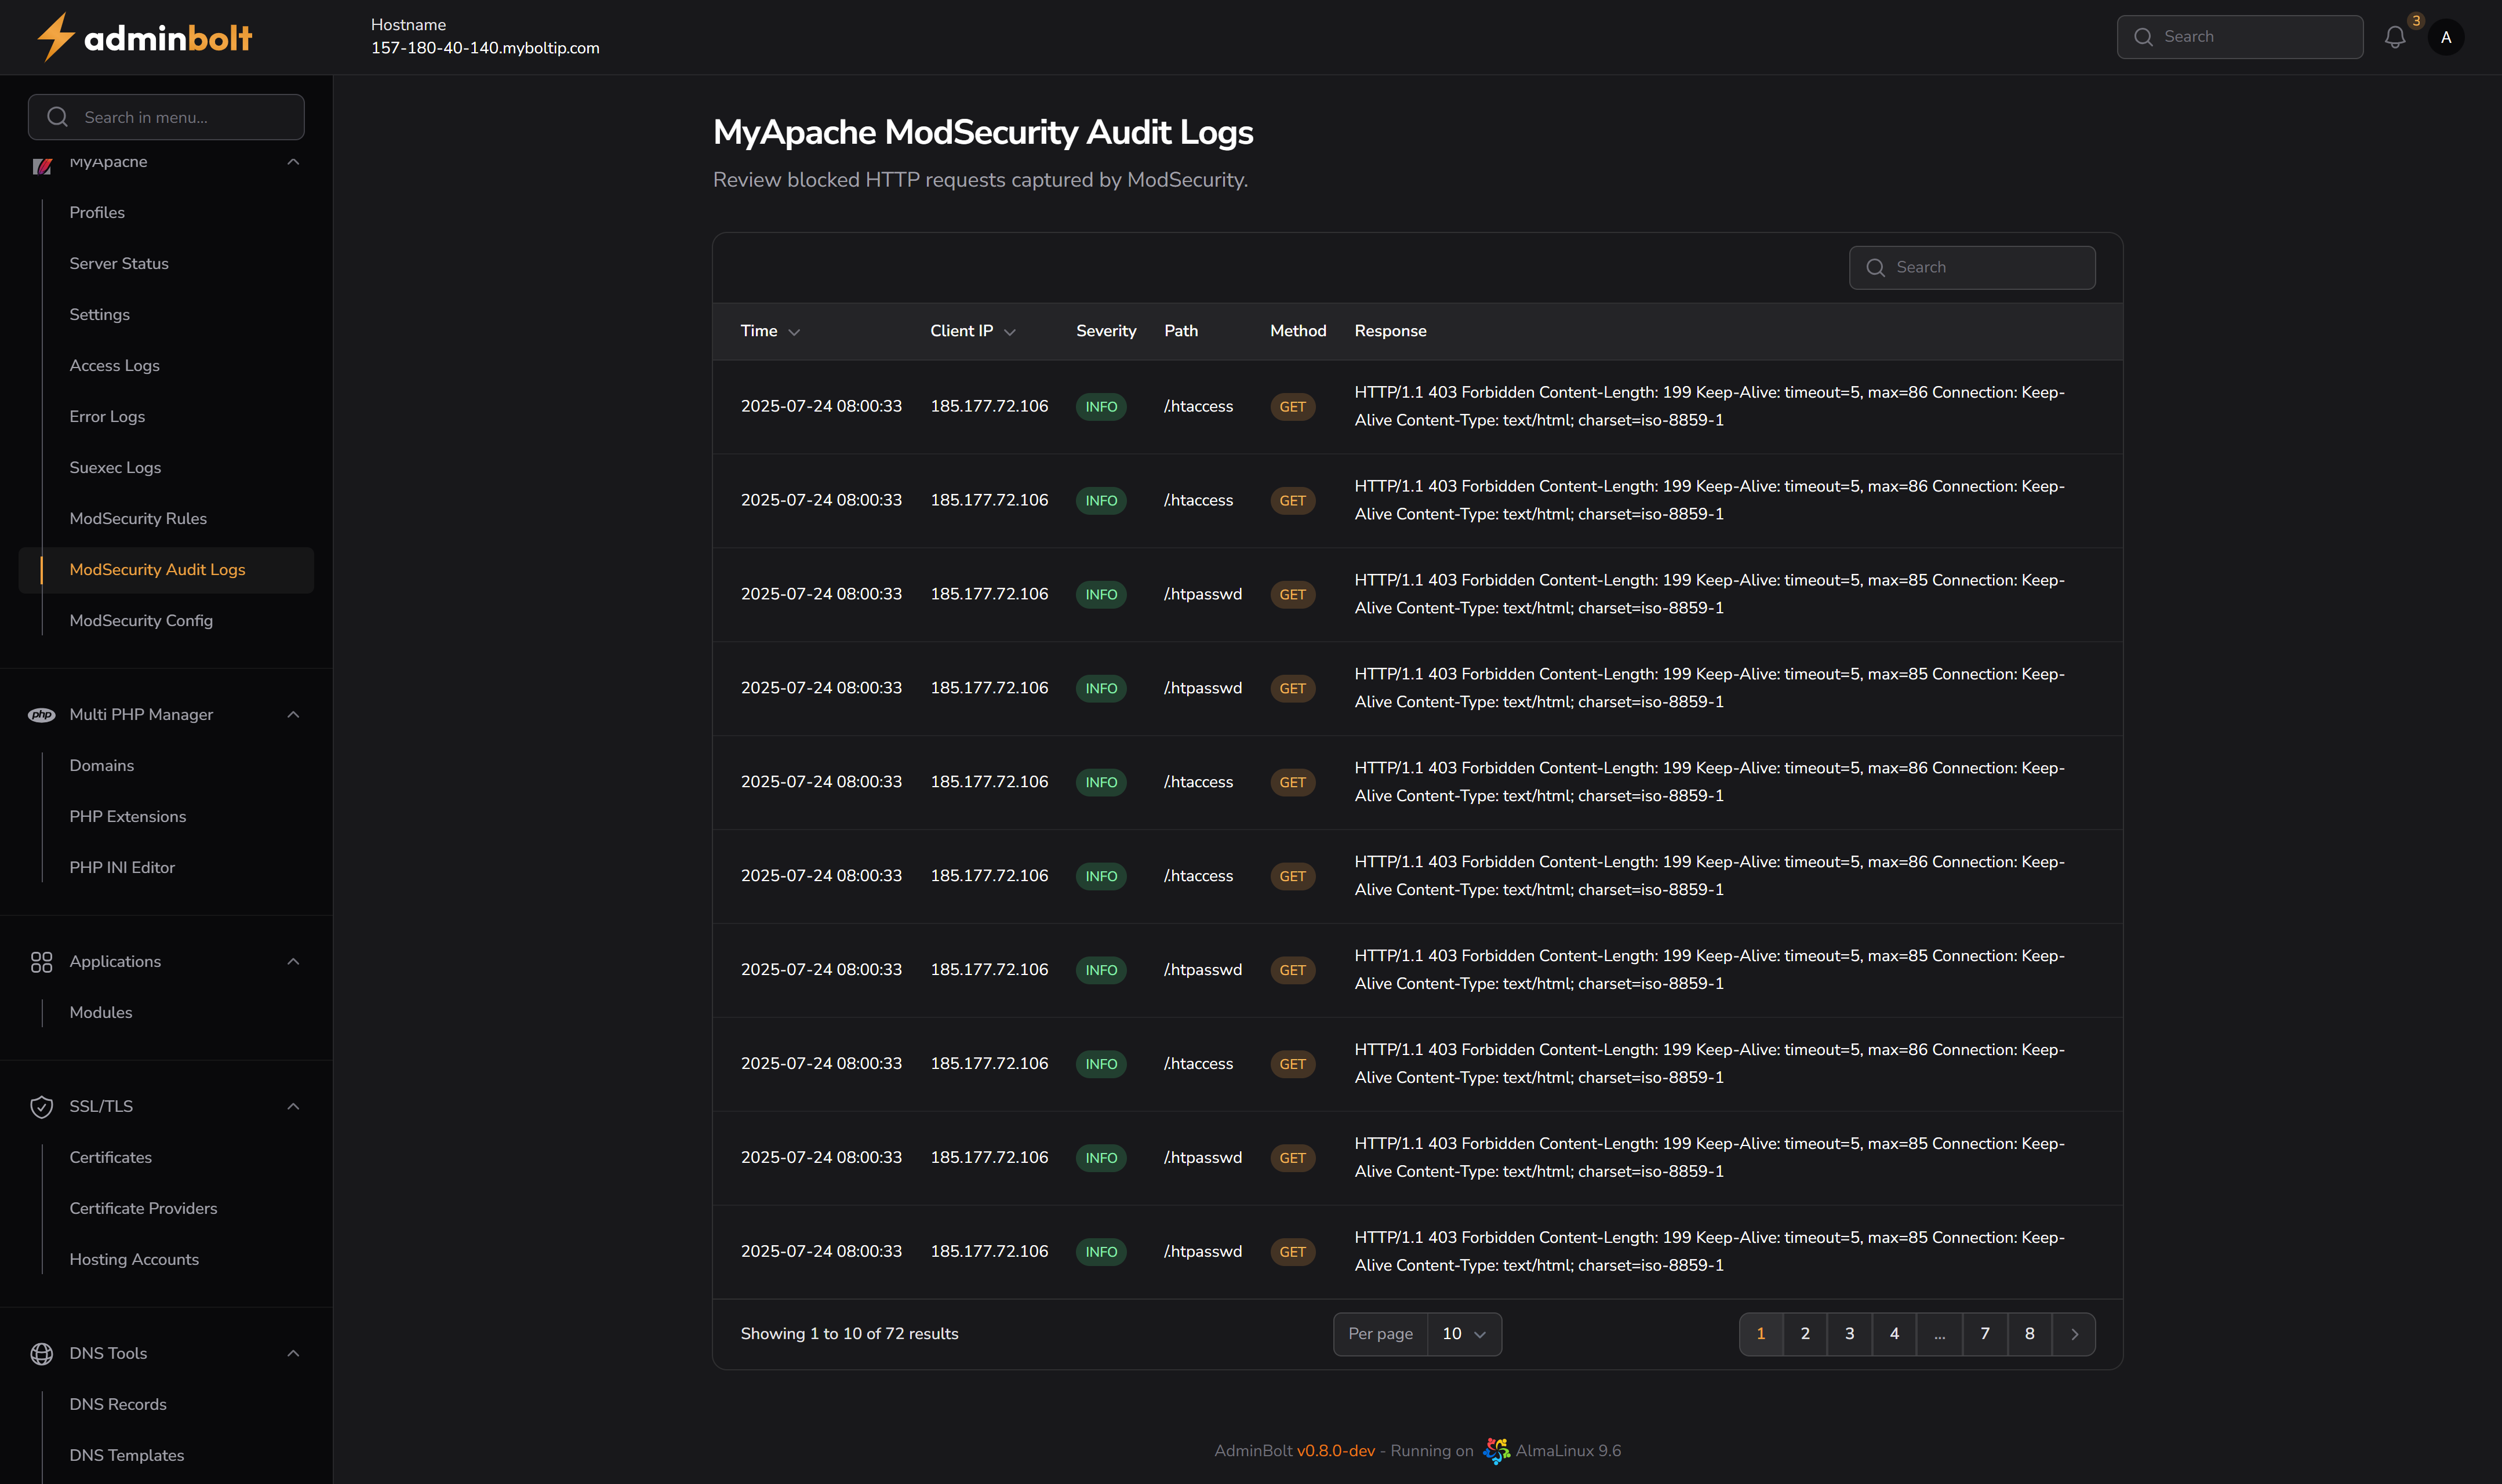 adminbolt
Hostname
157-180-40-140.myboltip.com
Search
3
A
Search in menu...
MyApache
Profiles
Server Status
Settings
Access Logs
Error Logs
Suexec Logs
ModSecurity Rules
ModSecurity Audit Logs
ModSecurity Config
php
Multi PHP Manager
Domains
PHP Extensions
PHP INI Editor
Applications
Modules
SSL/TLS
Certificates
Certificate Providers
Hosting Accounts
DNS Tools
DNS Records
DNS Templates
MyApache ModSecurity Audit Logs
Review blocked HTTP requests captured by ModSecurity.
Search
Time Client IP Severity Path Method Response
2025-07-24 08:00:33 185.177.72.106 INFO /.htaccess GET HTTP/1.1 403 Forbidden Content-Length: 199 Keep-Alive: timeout=5, max=86 Connection: Keep-
Alive Content-Type: text/html; charset=iso-8859-1
2025-07-24 08:00:33 185.177.72.106 INFO /.htaccess GET HTTP/1.1 403 Forbidden Content-Length: 199 Keep-Alive: timeout=5, max=86 Connection: Keep-
Alive Content-Type: text/html; charset=iso-8859-1
2025-07-24 08:00:33 185.177.72.106 INFO /.htpasswd GET HTTP/1.1 403 Forbidden Content-Length: 199 Keep-Alive: timeout=5, max=85 Connection: Keep-
Alive Content-Type: text/html; charset=iso-8859-1
2025-07-24 08:00:33 185.177.72.106 INFO /.htpasswd GET HTTP/1.1 403 Forbidden Content-Length: 199 Keep-Alive: timeout=5, max=85 Connection: Keep-
Alive Content-Type: text/html; charset=iso-8859-1
2025-07-24 08:00:33 185.177.72.106 INFO /.htaccess GET HTTP/1.1 403 Forbidden Content-Length: 199 Keep-Alive: timeout=5, max=86 Connection: Keep-
Alive Content-Type: text/html; charset=iso-8859-1
2025-07-24 08:00:33 185.177.72.106 INFO /.htaccess GET HTTP/1.1 403 Forbidden Content-Length: 199 Keep-Alive: timeout=5, max=86 Connection: Keep-
Alive Content-Type: text/html; charset=iso-8859-1
2025-07-24 08:00:33 185.177.72.106 INFO /.htpasswd GET HTTP/1.1 403 Forbidden Content-Length: 199 Keep-Alive: timeout=5, max=85 Connection: Keep-
Alive Content-Type: text/html; charset=iso-8859-1
2025-07-24 08:00:33 185.177.72.106 INFO /.htaccess GET HTTP/1.1 403 Forbidden Content-Length: 199 Keep-Alive: timeout=5, max=86 Connection: Keep-
Alive Content-Type: text/html; charset=iso-8859-1
2025-07-24 08:00:33 185.177.72.106 INFO /.htpasswd GET HTTP/1.1 403 Forbidden Content-Length: 199 Keep-Alive: timeout=5, max=85 Connection: Keep-
Alive Content-Type: text/html; charset=iso-8859-1
2025-07-24 08:00:33 185.177.72.106 INFO /.htpasswd GET HTTP/1.1 403 Forbidden Content-Length: 199 Keep-Alive: timeout=5, max=85 Connection: Keep-
Alive Content-Type: text/html; charset=iso-8859-1
Showing 1 to 10 of 72 results Per page 10 1 2 3 4 ... 7 8
AdminBolt v0.8.0-dev - Running on AlmaLinux 9.6